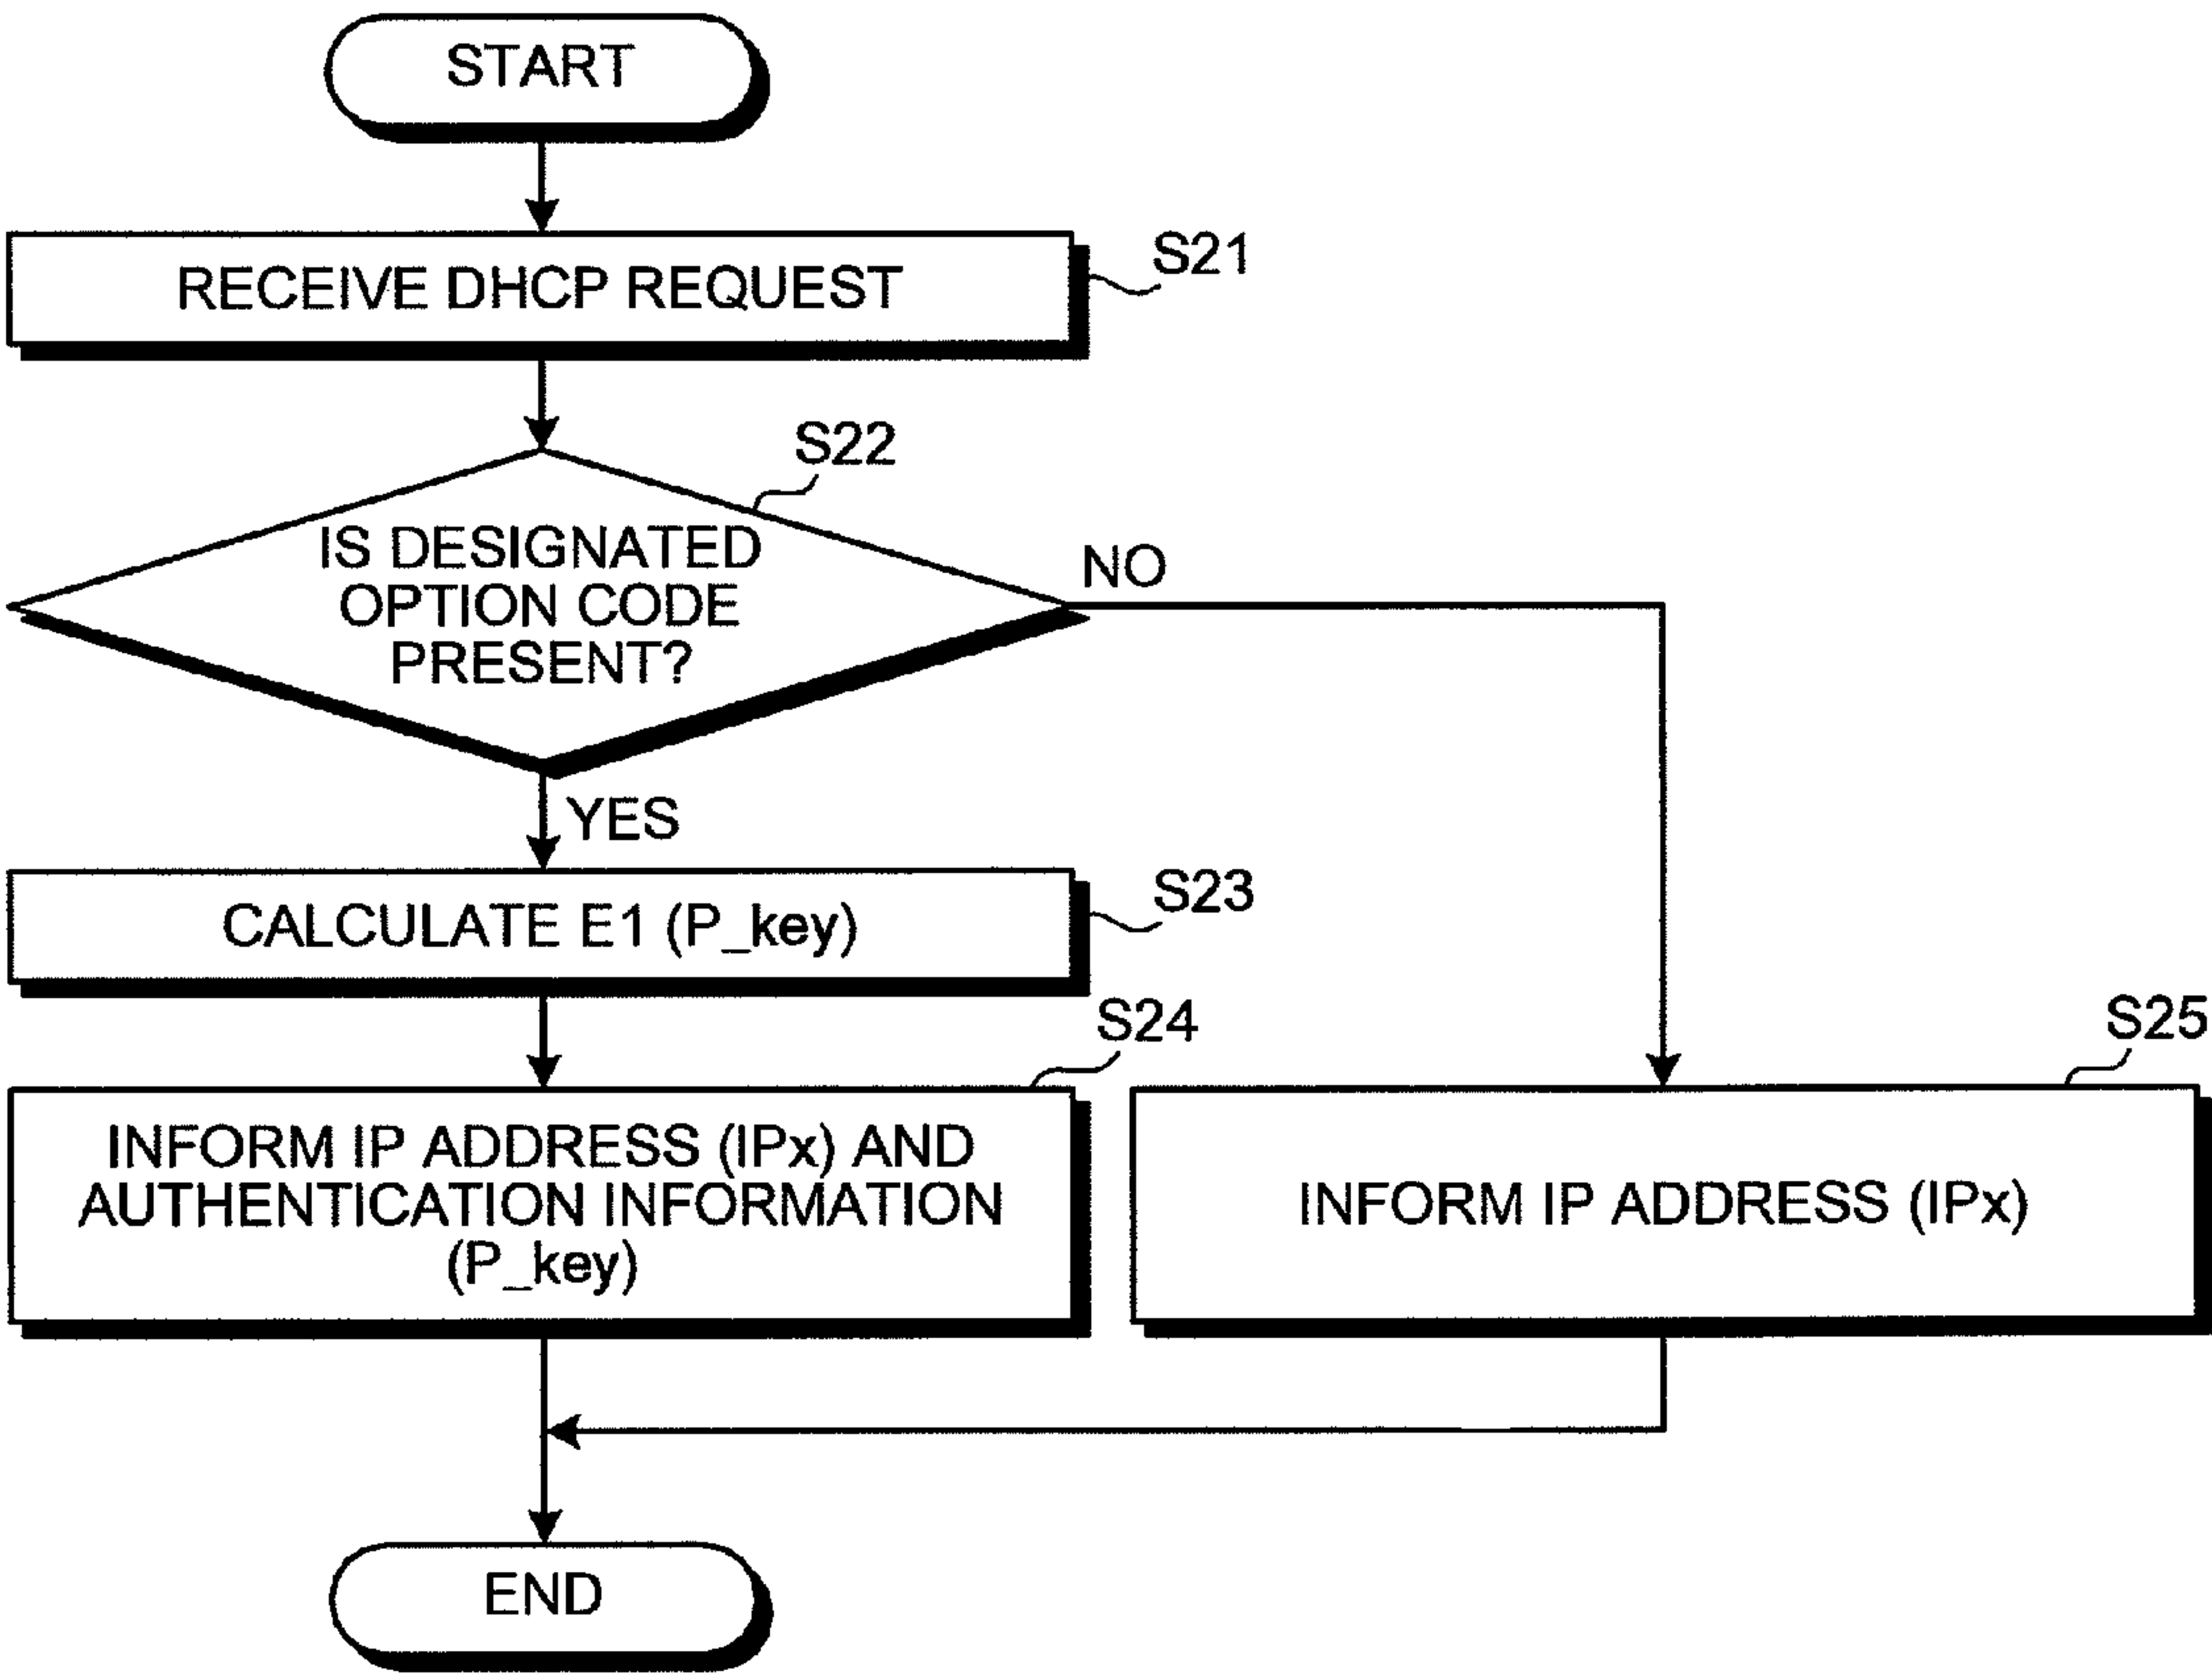 START
RECEIVE DHCP REQUEST
S21
S22
IS DESIGNATED
OPTION CODE
PRESENT?
NO
YES
CALCULATE E1 (P_key)
S23
S24
INFORM IP ADDRESS (IPx) AND
AUTHENTICATION INFORMATION
(P_key)
S25
INFORM IP ADDRESS (IPx)
END